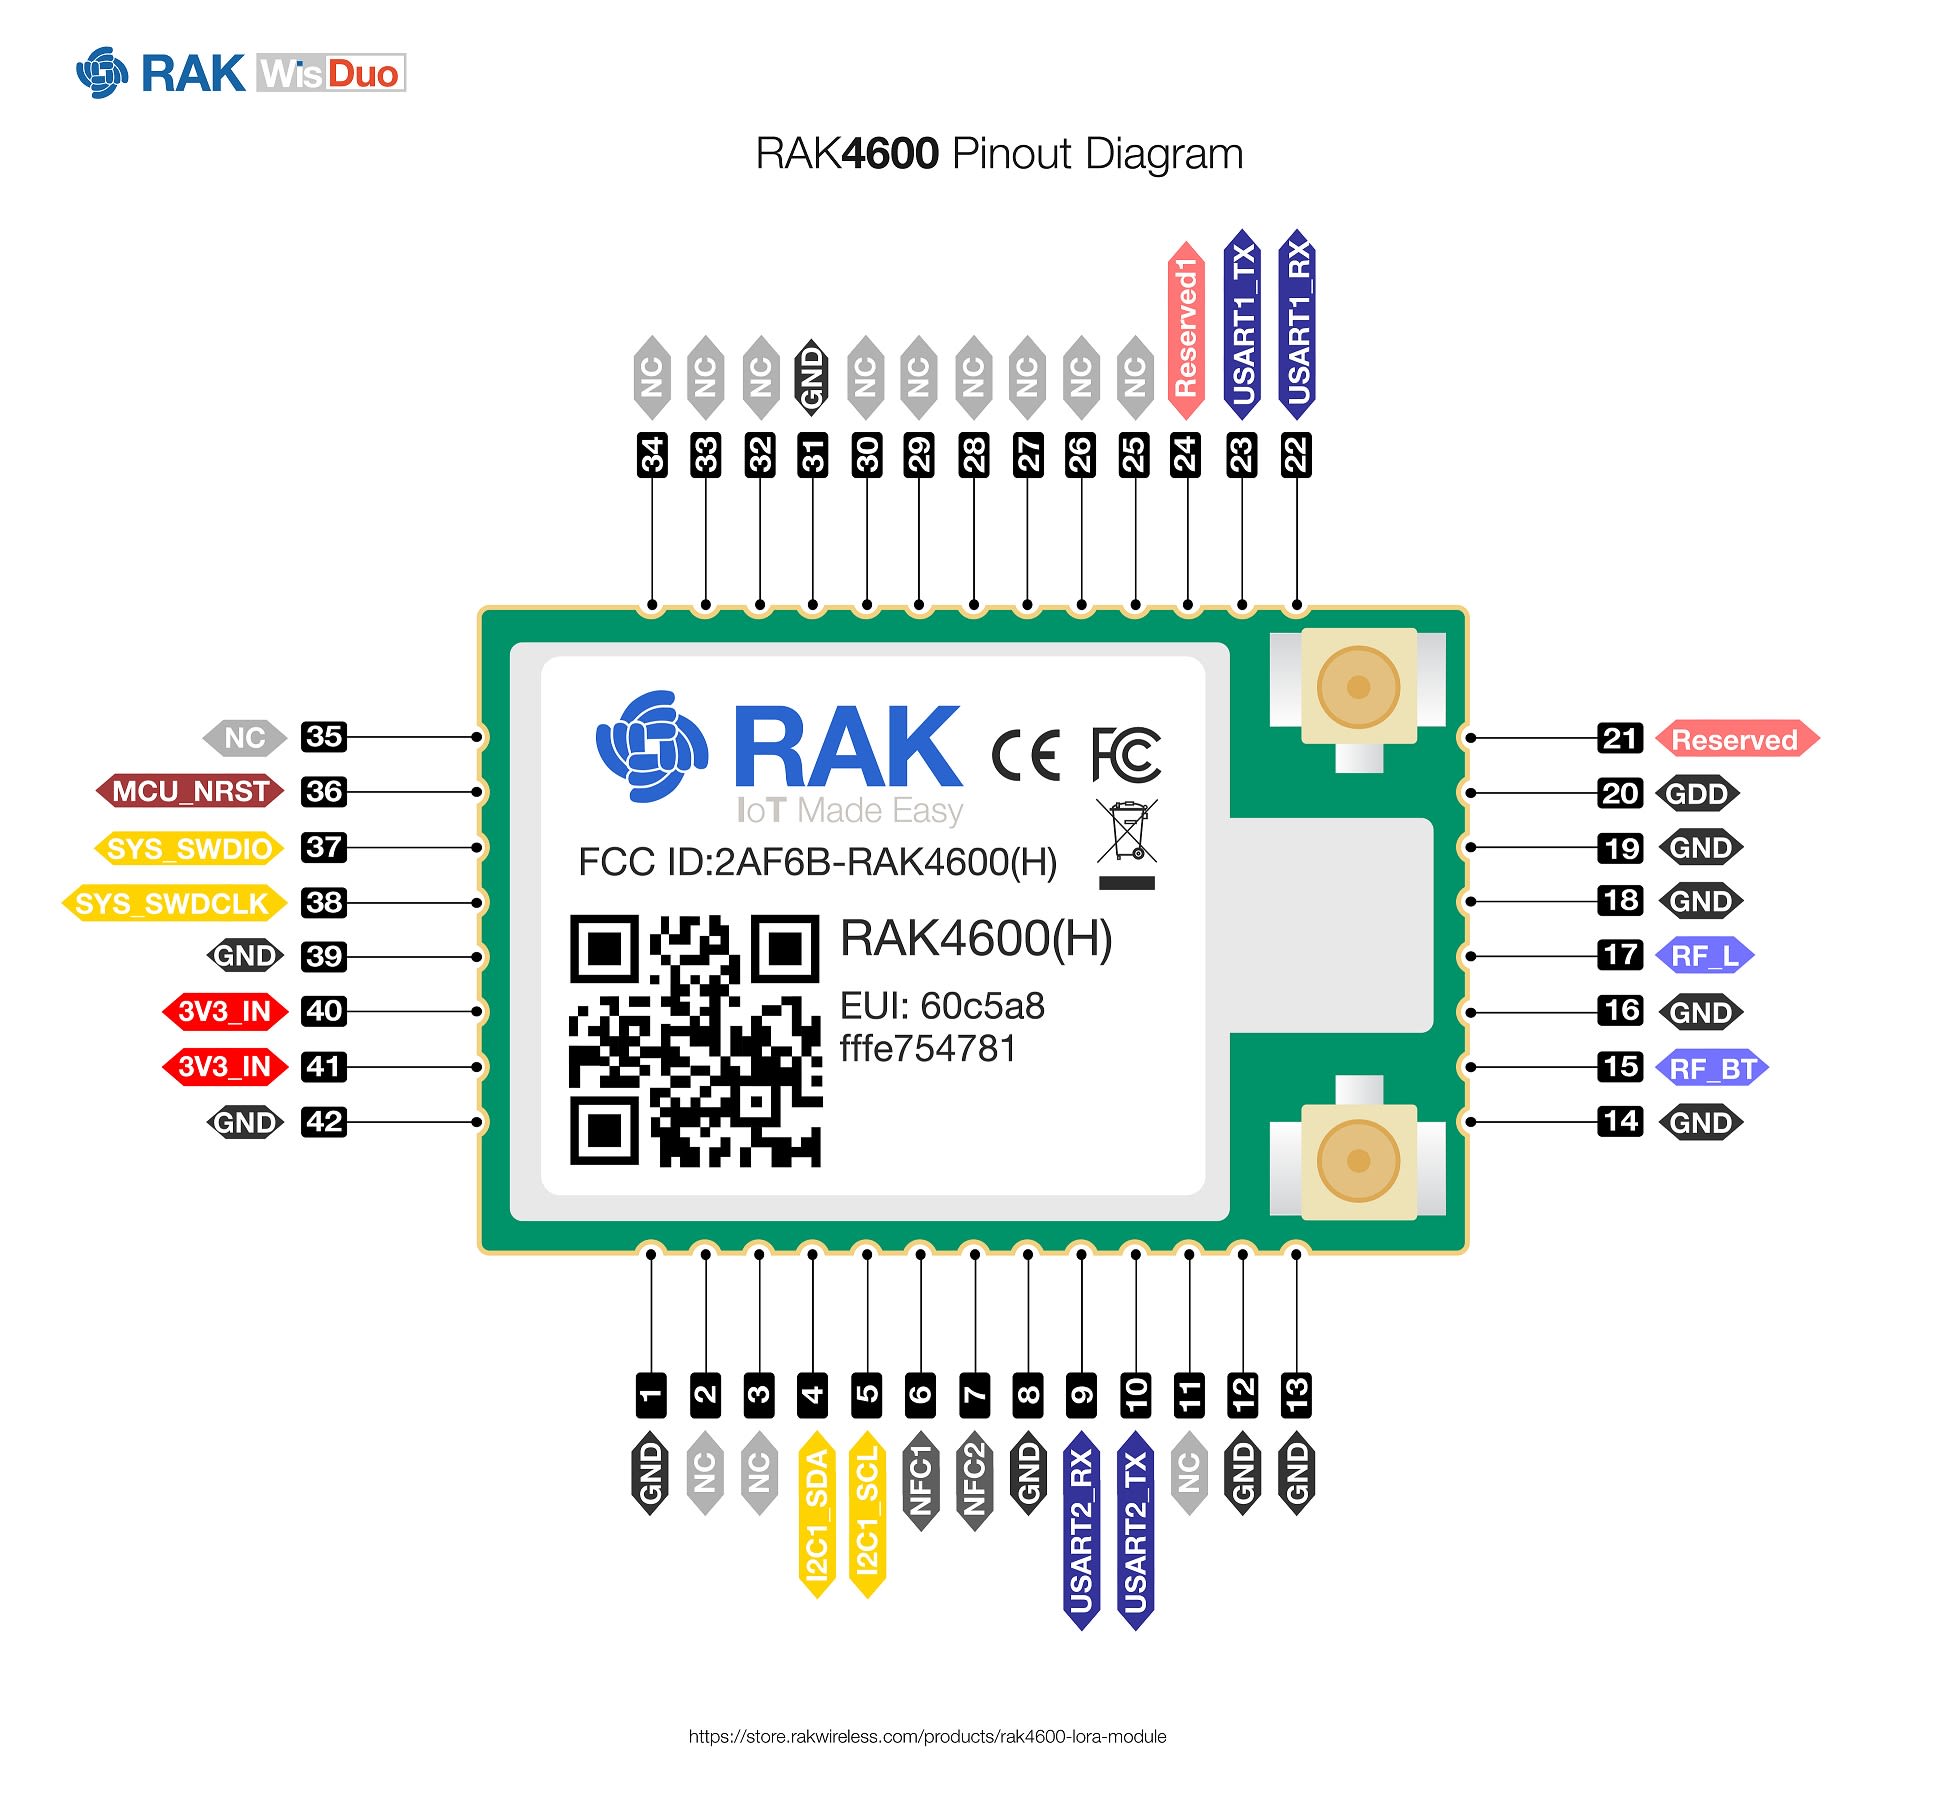 RAK WisDuo
RAK4600 Pinout Diagram
NC
NC
NC
GND
NC
NC
NC
NC
NC
NC
Reserved1
USART1_TX
USART1_RX
34
33
32
31
30
29
28
27
26
25
24
23
22
NC 35
MCU_NRST 36
SYS_SWDIO 37
SYS_SWDCLK 38
GND 39
3V3_IN 40
3V3_IN 41
GND 42
RAK CE FC
IoT Made Easy
FCC ID:2AF6B-RAK4600(H)
RAK4600(H)
EUI: 60c5a8
fffe754781
21 Reserved
20 GDD
19 GND
18 GND
17 RF_L
16 GND
15 RF_BT
14 GND
1
2
3
4
5
6
7
8
9
10
11
12
13
GND
NC
NC
I2C1_SDA
I2C1_SCL
NFC1
NFC2
GND
USART2_RX
USART2_TX
NC
GND
GND
https://store.rakwireless.com/products/rak4600-lora-module